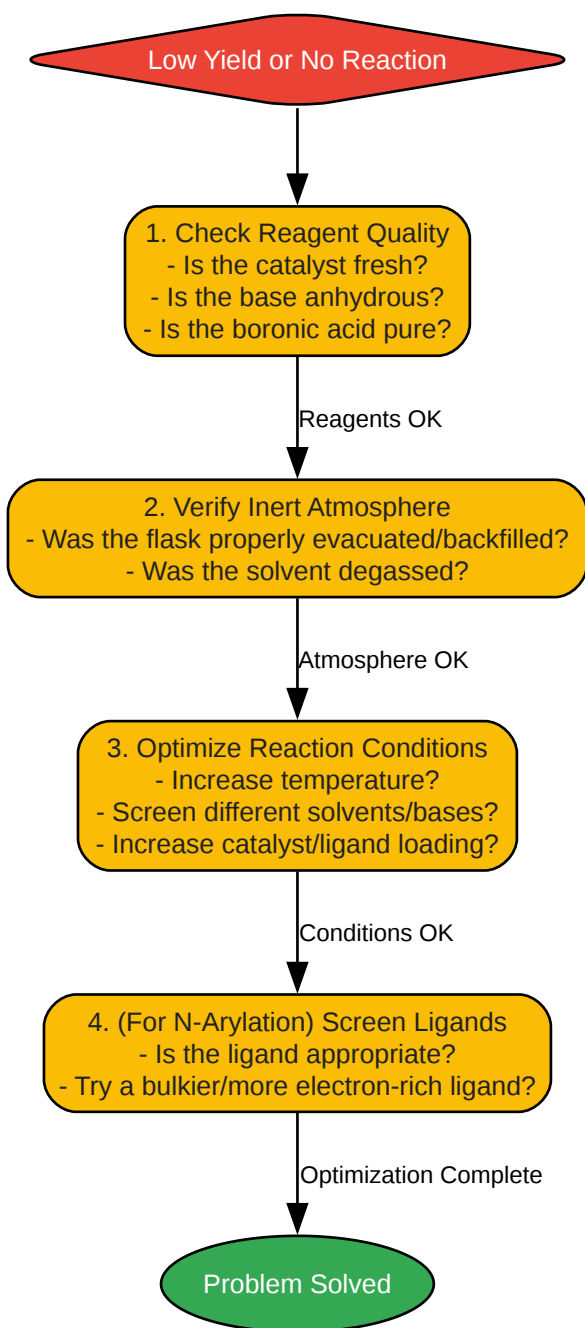 Low Yield or No Reaction
1. Check Reagent Quality
- Is the catalyst fresh?
- Is the base anhydrous?
- Is the boronic acid pure?
Reagents OK
2. Verify Inert Atmosphere
- Was the flask properly evacuated/backfilled?
- Was the solvent degassed?
Atmosphere OK
3. Optimize Reaction Conditions
- Increase temperature?
- Screen different solvents/bases?
- Increase catalyst/ligand loading?
Conditions OK
4. (For N-Arylation) Screen Ligands
- Is the ligand appropriate?
- Try a bulkier/more electron-rich ligand?
Optimization Complete
Problem Solved